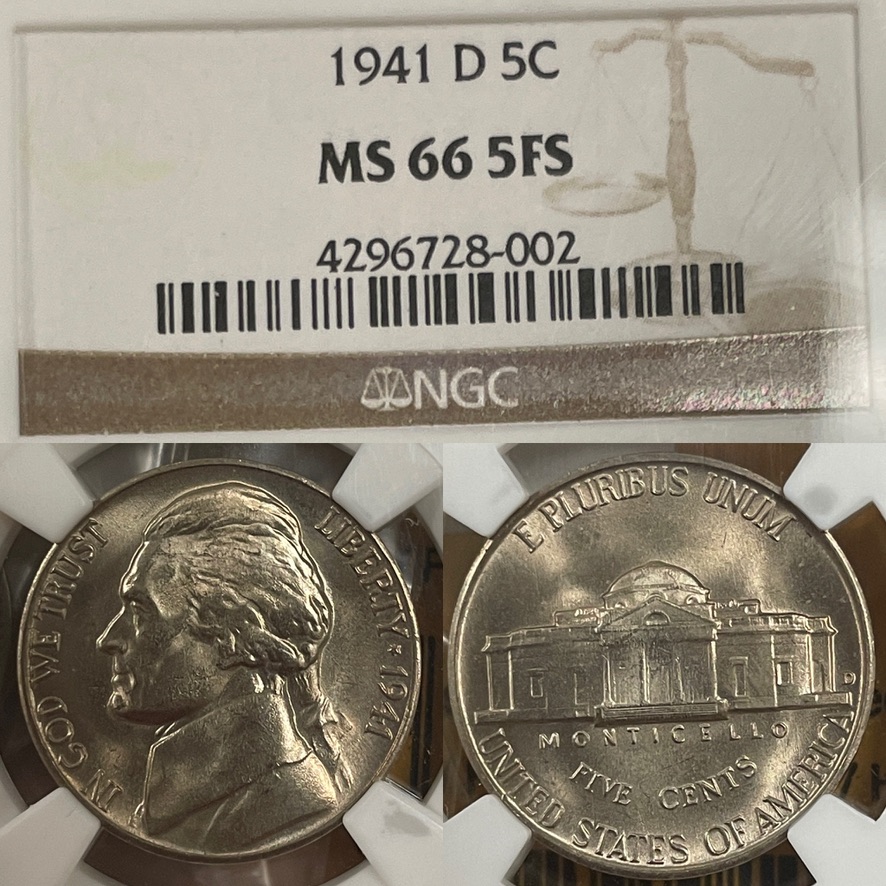 1941 D 5C
MS 66 5FS
4296728-002
NGC
IN GOD WE TRUST
LIBERTY ★ 1941
E PLURIBUS UNUM
D
MONTICELLO
FIVE CENTS
UNITED STATES OF AMERICA